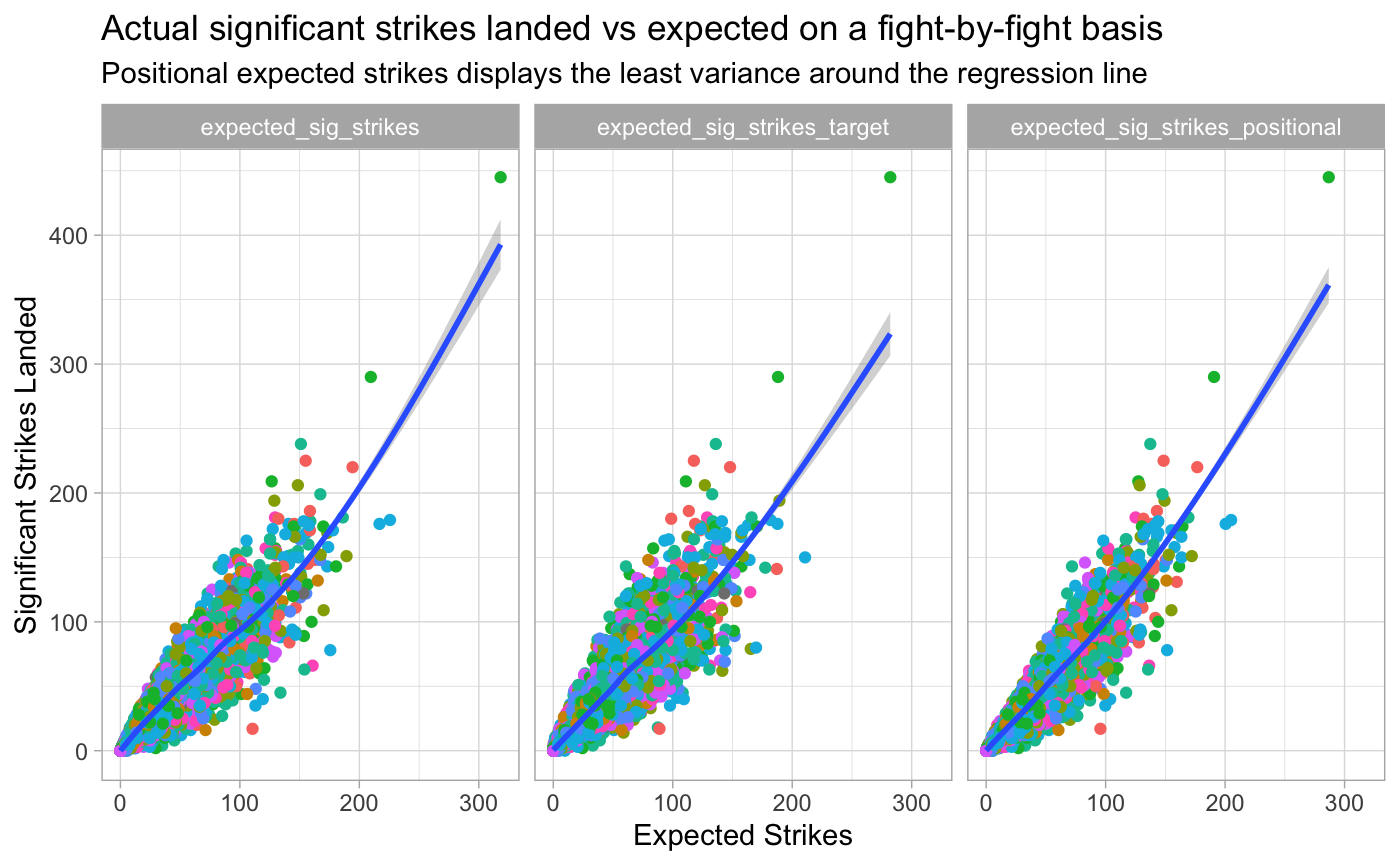 Actual significant strikes landed vs expected on a fight-by-fight basis
Positional expected strikes displays the least variance around the regression line
expected_sig_strikes
expected_sig_strikes_target
expected_sig_strikes_positional
Significant Strikes Landed
400
300
200
100
0
0 100 200 300
0 100 200 300
0 100 200 300
Expected Strikes